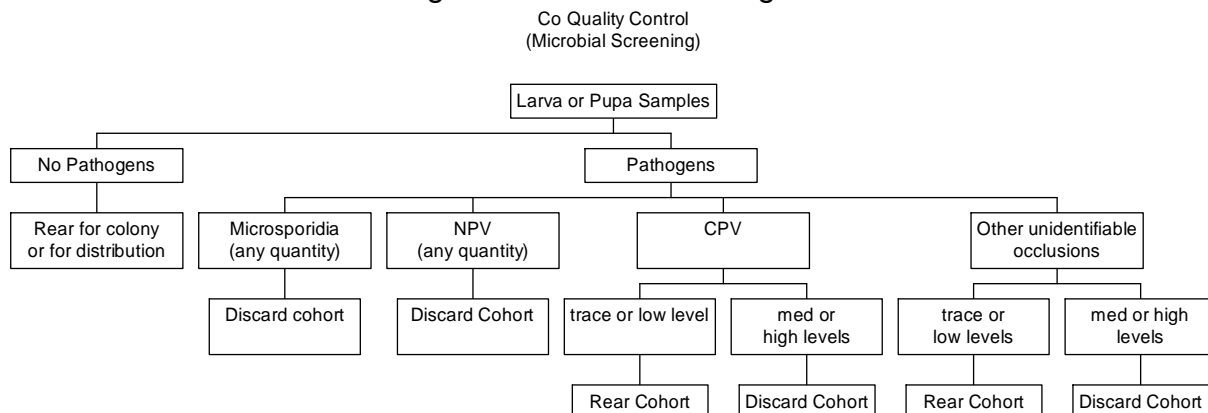 Co Quality Control
(Microbial Screening)
Larva or Pupa Samples
No Pathogens
Pathogens
Rear for colony
or for distribution
Microsporidia
(any quantity)
NPV
(any quantity)
CPV
Other unidentifiable
occlusions
Discard cohort
Discard Cohort
trace or low level
med or
high levels
trace or
low levels
med or high
levels
Rear Cohort
Discard Cohort
Rear Cohort
Discard Cohort